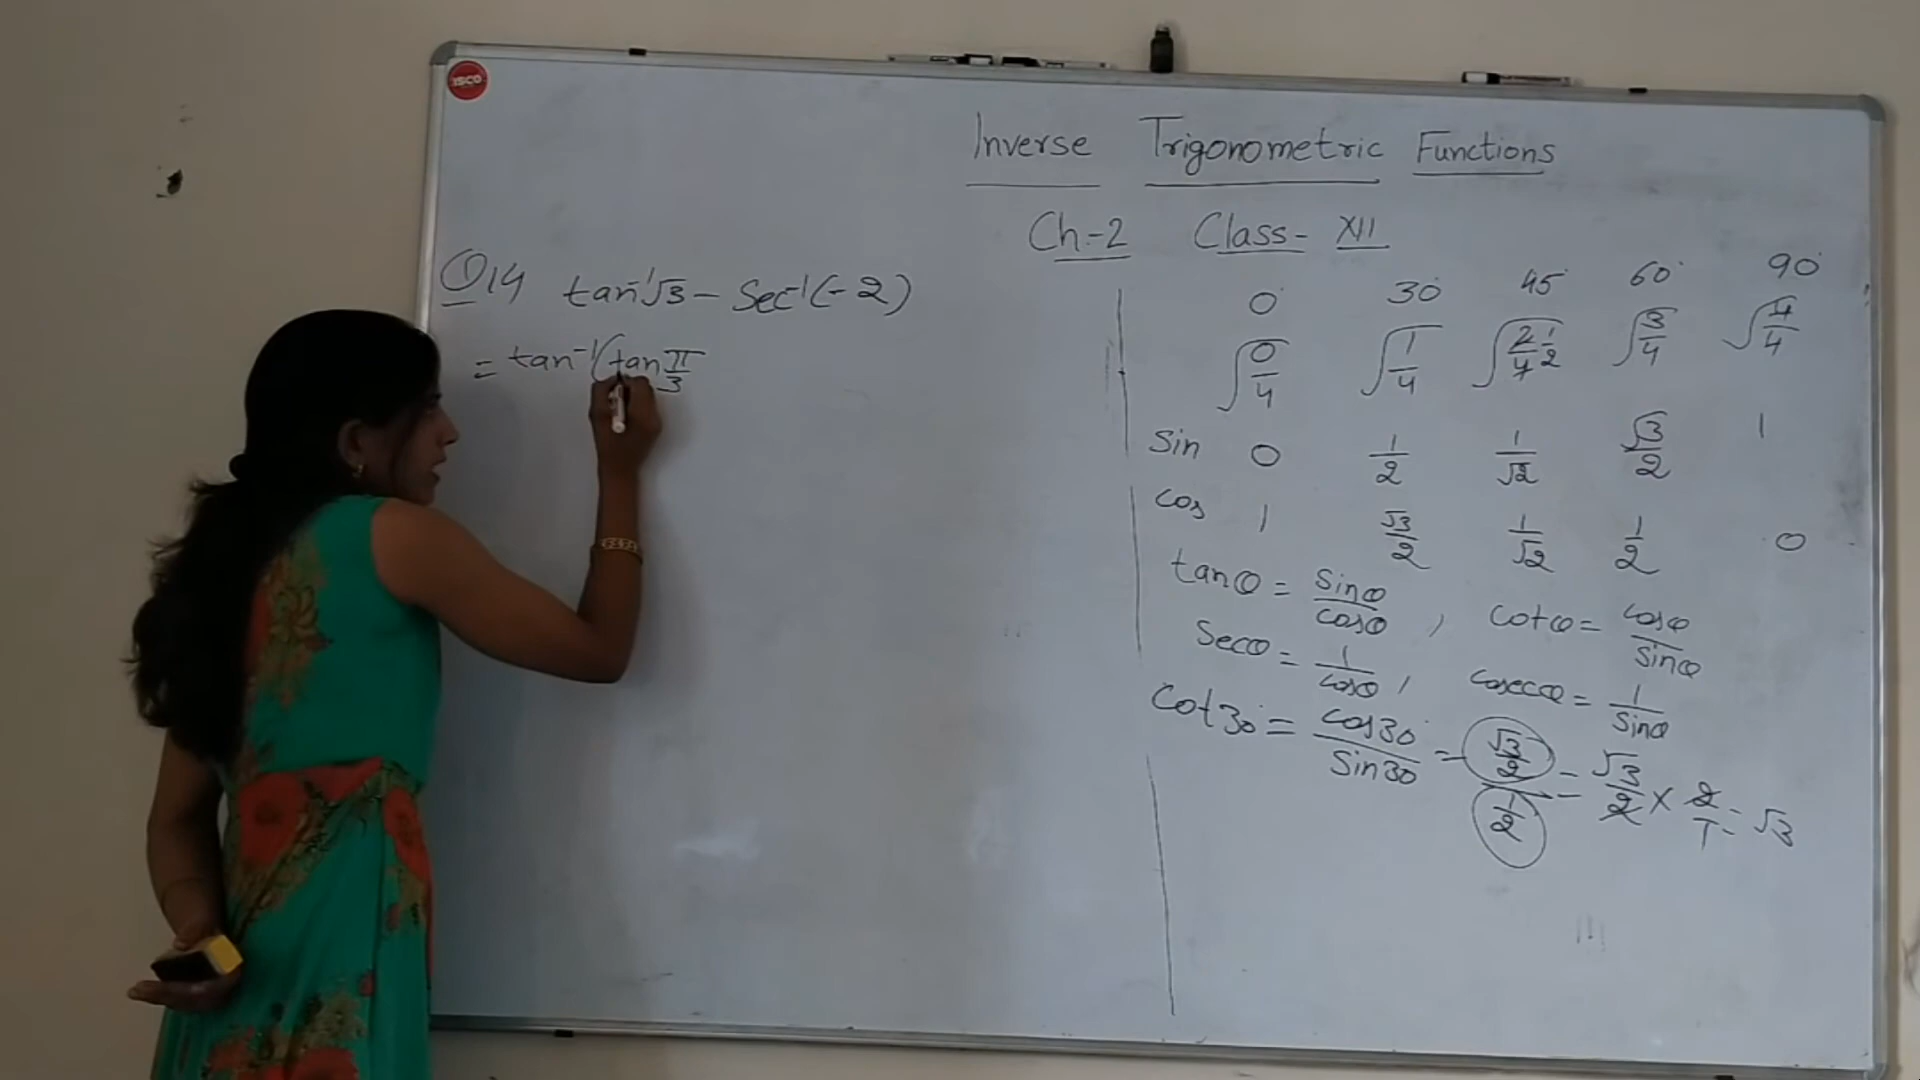 ISCO
Inverse Trigonometric Functions
Ch-2 Class- XII
Q14 tan⁻¹√3 - Sec⁻¹(-2)
= tan⁻¹(tan π/3
0° 30° 45° 60° 90°
√0/4 √1/4 √2/4 1/2 √3/4 √4/4
Sin 0 1/2 1/√2 √3/2 1
cos 1 √3/2 1/√2 1/2 0
tanθ = sinθ/cosθ , cotθ = cosθ/sinθ
Secθ = 1/cosθ , cosecθ = 1/sinθ
Cot30° = cos30/Sin30 = √3/2 / 1/2 = √3/2 × 2/1 = √3